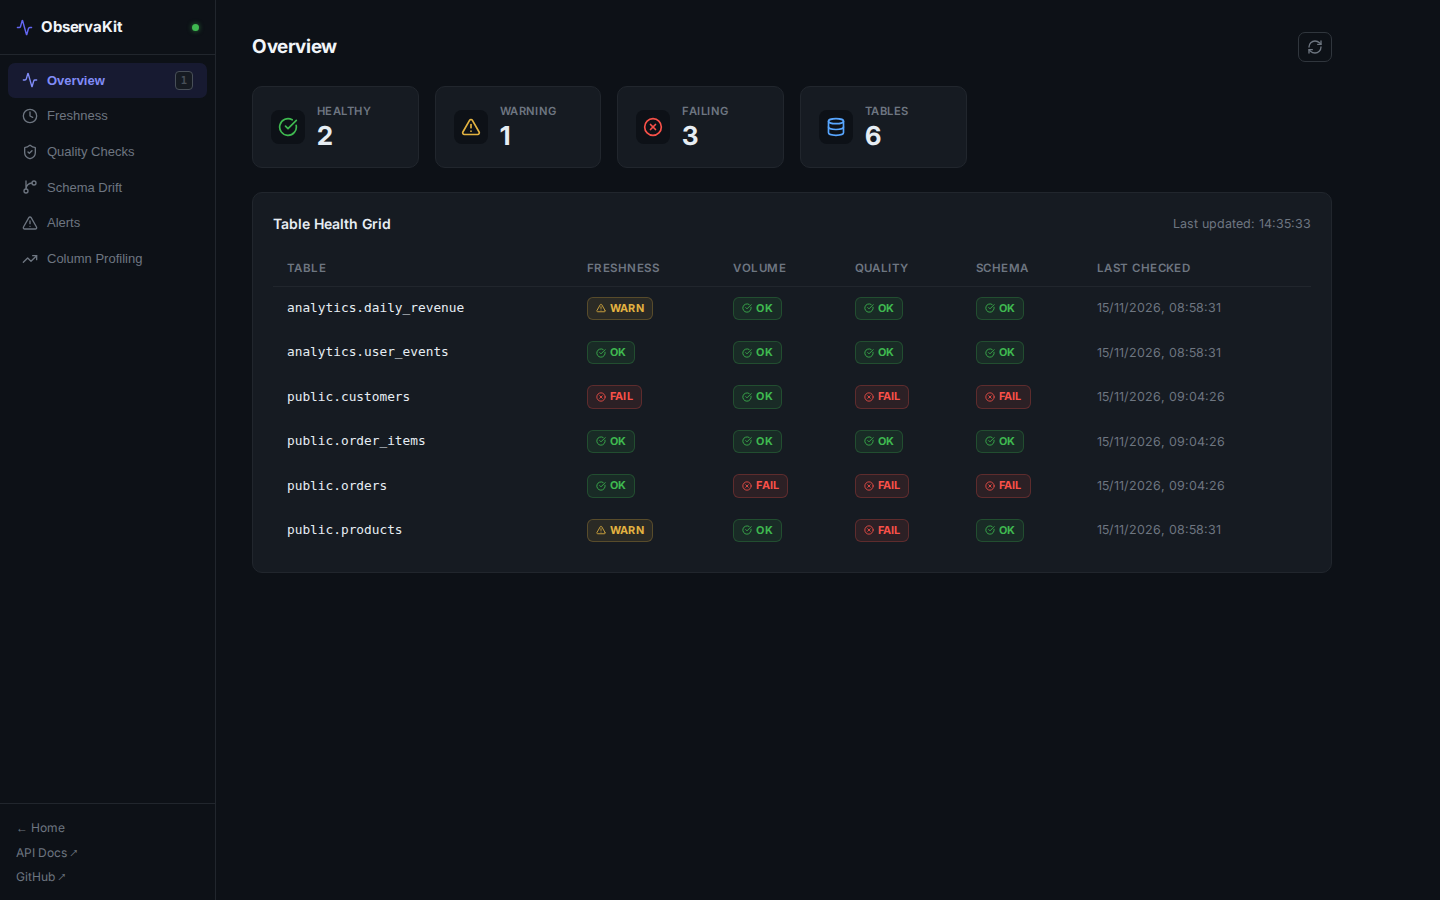 ObservaKit
Overview 1
Freshness
Quality Checks
Schema Drift
Alerts
Column Profiling
← Home
API Docs ↗
GitHub ↗
Overview
HEALTHY
2
WARNING
1
FAILING
3
TABLES
6
Table Health Grid
Last updated: 14:35:33
TABLE FRESHNESS VOLUME QUALITY SCHEMA LAST CHECKED
analytics.daily_revenue WARN OK OK OK 15/11/2026, 08:58:31
analytics.user_events OK OK OK OK 15/11/2026, 08:58:31
public.customers FAIL OK FAIL FAIL 15/11/2026, 09:04:26
public.order_items OK OK OK OK 15/11/2026, 09:04:26
public.orders OK FAIL FAIL FAIL 15/11/2026, 09:04:26
public.products WARN OK FAIL OK 15/11/2026, 08:58:31